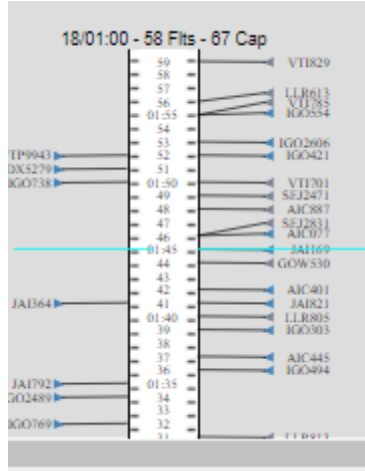 18/01:00 - 58 Flts - 67 Cap
59 VTI829
58
57 LLR613
56 VTI785
01:55 IGO554
54
53 IGO2606
TP9943 52 IGO421
OX5279 51
IGO738 01:50 VTI701
49 SEJ2471
48 AIC887
47 SEJ2831
46 AIC077
01:45 JAI169
44 GOW530
43
42 AIC401
JAI364 41 JAI821
01:40 LLR805
39 IGO303
38
37 AIC445
36 IGO494
JAI792 01:35
GO2489 34
33
IGO769 32
31